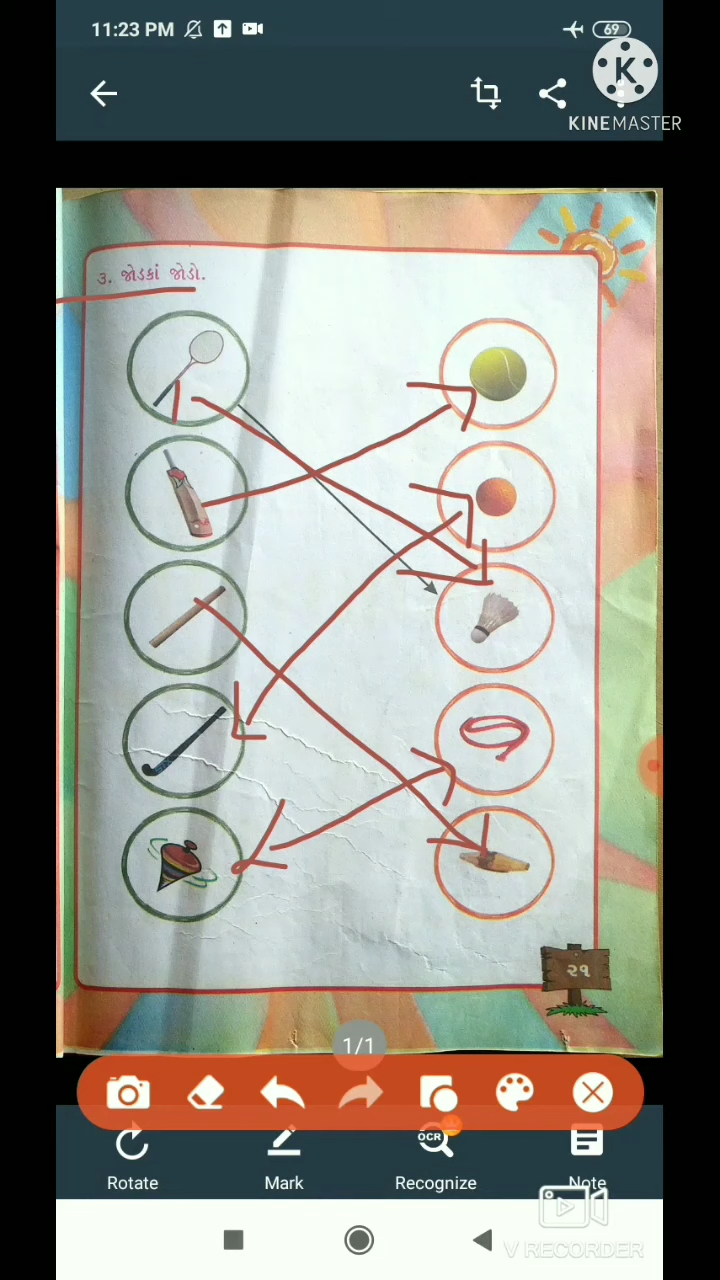 11:23 PM
69
K
KINEMASTER
૩. જોડકાં જોડો.
૨૧
1/1
OCR
Rotate
Mark
Recognize
Note
V RECORDER